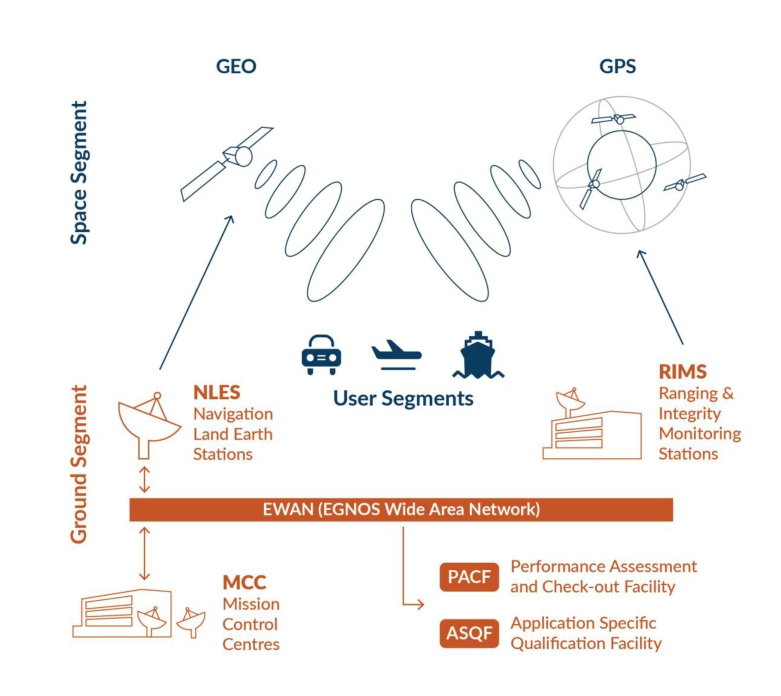 GEO
GPS
Space Segment
User Segments
NLES
Navigation
Land Earth
Stations
RIMS
Ranging &
Integrity
Monitoring
Stations
Ground Segment
EWAN (EGNOS Wide Area Network)
MCC
Mission
Control
Centres
PACF
Performance Assessment
and Check-out Facility
ASQF
Application Specific
Qualification Facility